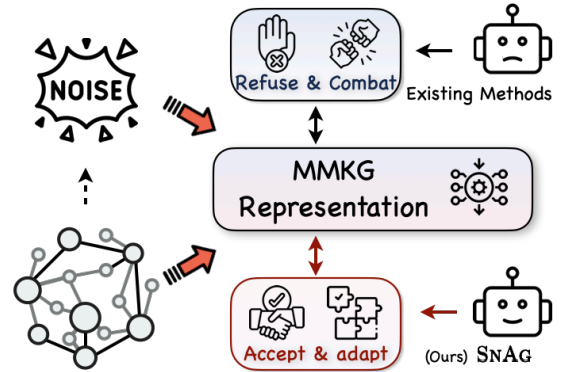 NOISE
Refuse & Combat
Existing Methods
MMKG
Representation
Accept & adapt
(Ours) SNAG